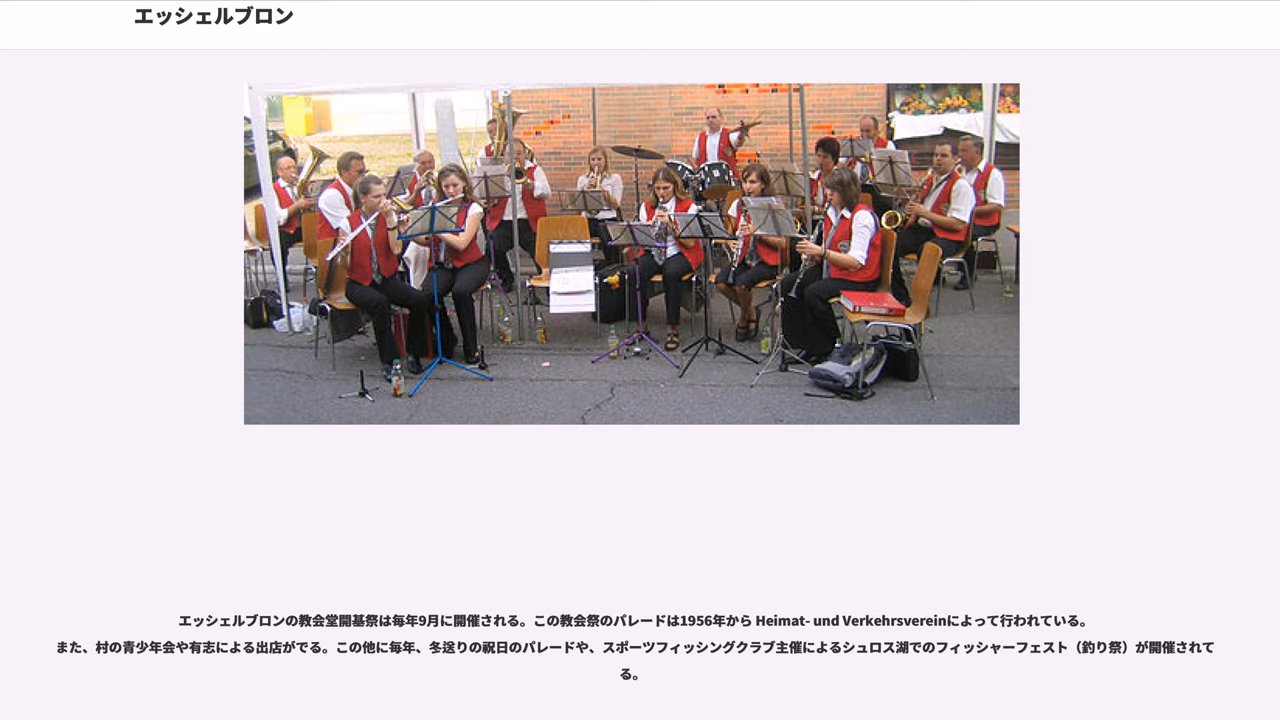 エッシェルブロン
エッシェルブロンの教会堂開基祭は毎年9月に開催される。この教会祭のパレードは1956年から Heimat- und Verkehrsvereinによって行われている。
また、村の青少年会や有志による出店がでる。この他に毎年、冬送りの祝日のパレードや、スポーツフィッシングクラブ主催によるシュロス湖でのフィッシャーフェスト（釣り祭）が開催されて
る。